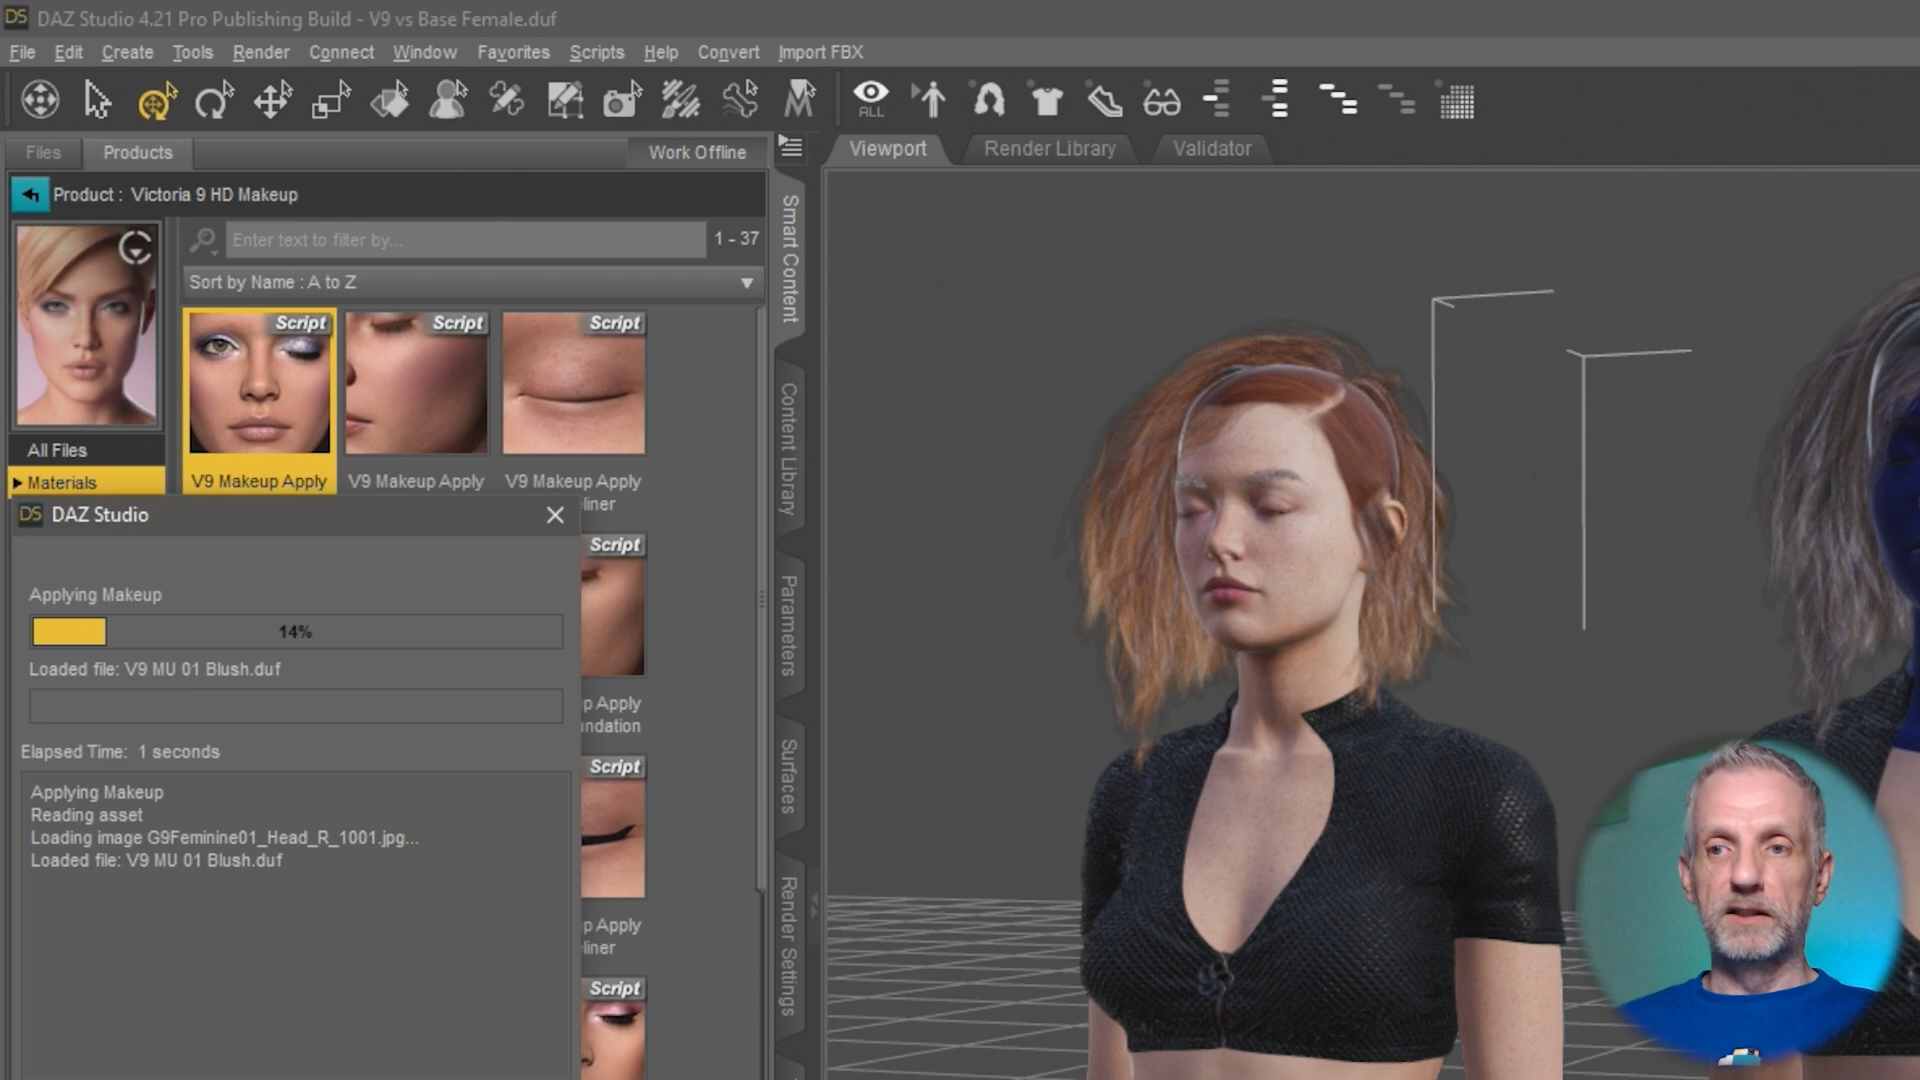 DS DAZ Studio 4.21 Pro Publishing Build - V9 vs Base Female.duf
File Edit Create Tools Render Connect Window Favorites Scripts Help Convert Import FBX
ALL
Files Products Work Offline
Viewport Render Library Validator
Product : Victoria 9 HD Makeup
Enter text to filter by...
1 - 37
Sort by Name : A to Z
Script
Script
Script
All Files
Materials
V9 Makeup Apply
V9 Makeup Apply
V9 Makeup Apply
liner
DS DAZ Studio
Applying Makeup
14%
Loaded file: V9 MU 01 Blush.duf
Elapsed Time: 1 seconds
Applying Makeup
Reading asset
Loading image G9Feminine01_Head_R_1001.jpg...
Loaded file: V9 MU 01 Blush.duf
Script
p Apply
undation
Script
p Apply
liner
Script
Smart Content
Content Library
Parameters
Surfaces
Render Settings